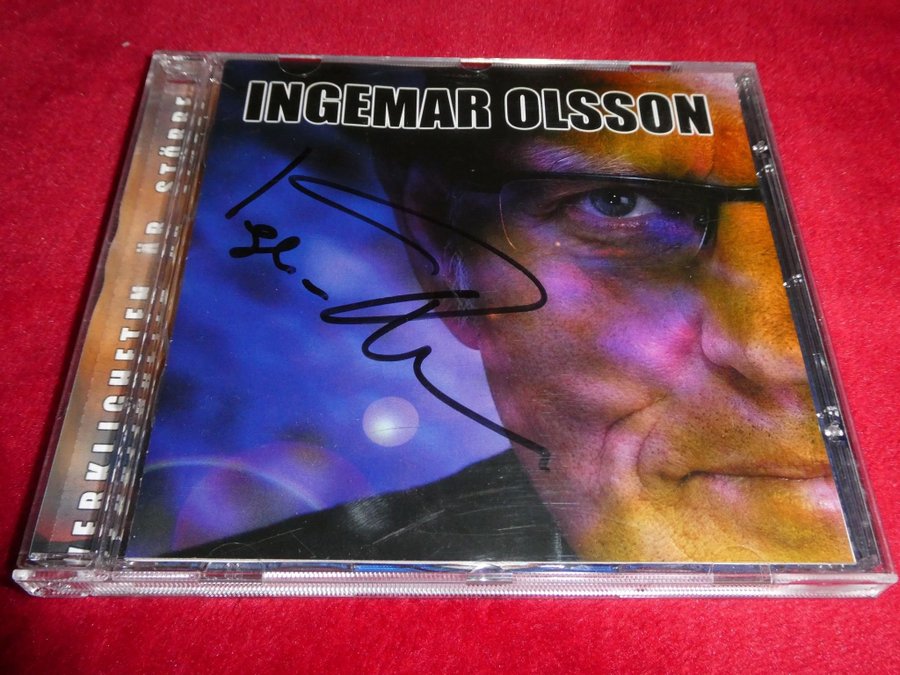 INGEMAR OLSSON
VERKLIGHETEN ÄR STÖRRE